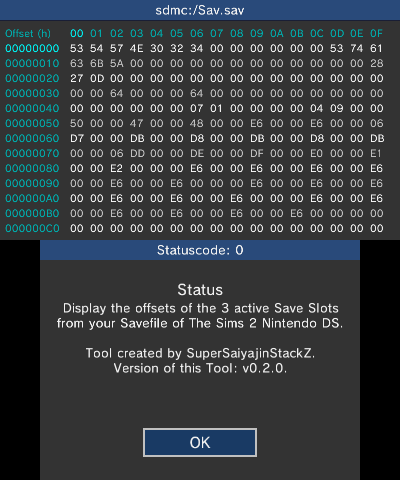 sdmc:/Sav.sav
Offset (h) 00 01 02 03 04 05 06 07 08 09 0A 0B 0C 0D 0E 0F
00000000 53 54 57 4E 30 32 34 00 00 00 00 00 00 53 74 61
00000010 63 6B 5A 00 00 00 00 00 00 00 00 00 00 00 00 28
00000020 27 0D 00 00 00 00 00 00 00 00 00 00 00 00 00 00
00000030 00 00 64 00 00 00 64 00 00 00 00 00 00 00 00 00
00000040 00 00 00 00 00 07 01 00 00 00 00 00 04 09 00 00
00000050 50 00 00 47 00 00 48 00 00 E6 00 00 E6 00 00 06
00000060 D7 00 00 DB 00 00 D8 00 00 DB 00 00 D8 00 00 DB
00000070 00 00 06 DD 00 00 DE 00 00 DF 00 00 E0 00 00 E1
00000080 00 00 E2 00 00 00 E6 00 00 E6 00 00 E6 00 00 E6
00000090 00 00 E6 00 00 E6 00 00 E6 00 00 E6 00 00 E6 00
000000A0 00 00 E6 00 00 E6 00 00 E6 00 00 E6 00 00 E6 00
000000B0 00 00 E6 00 00 E6 00 00 E6 00 00 E6 00 00 00 00
000000C0 00 00 00 00 00 00 00 00 00 00 00 00 00 00 00 00
Statuscode: 0
Status
Display the offsets of the 3 active Save Slots
from your Savefile of The Sims 2 Nintendo DS.
Tool created by SuperSaiyajinStackZ.
Version of this Tool: v0.2.0.
OK